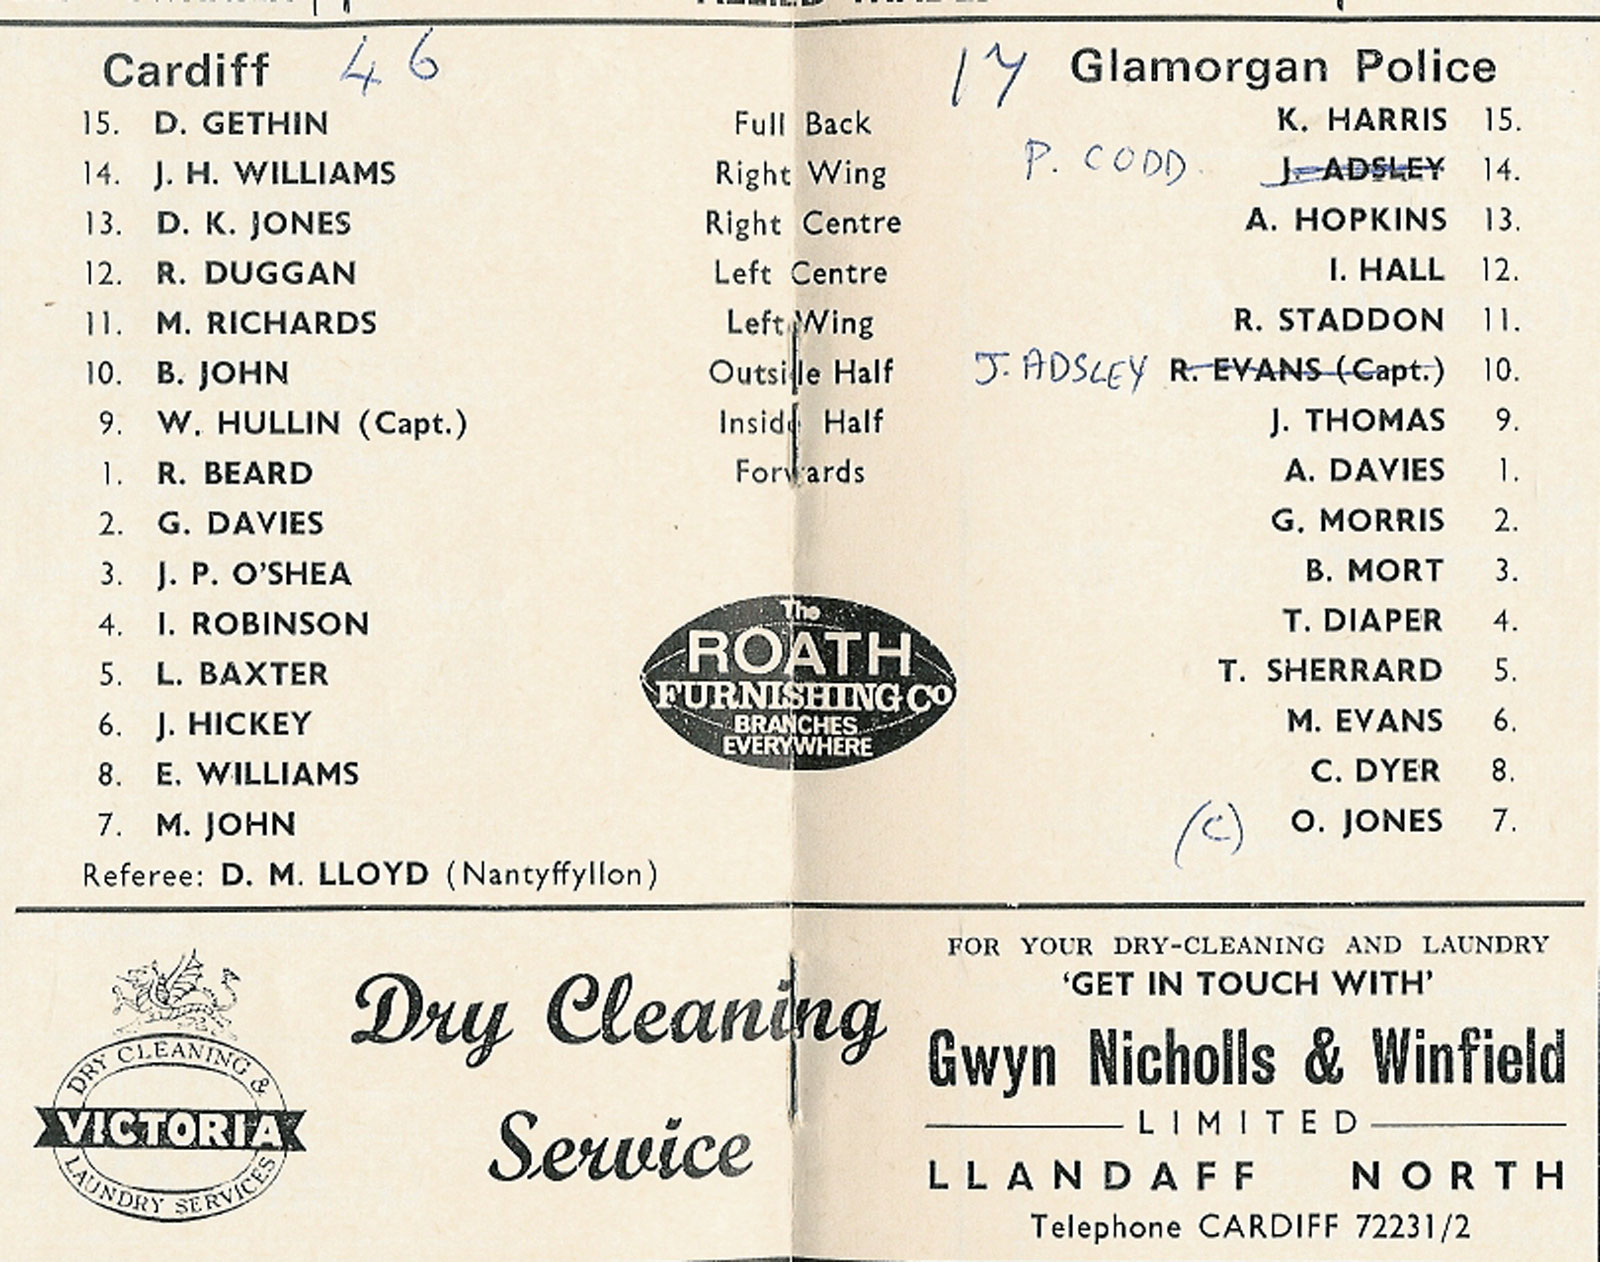 Cardiff 46 17 Glamorgan Police
15. D. GETHIN Full Back K. HARRIS 15.
14. J. H. WILLIAMS Right Wing P. CODD. J. ADSLEY 14.
13. D. K. JONES Right Centre A. HOPKINS 13.
12. R. DUGGAN Left Centre I. HALL 12.
11. M. RICHARDS Left Wing R. STADDON 11.
10. B. JOHN Outside Half J. ADSLEY R. EVANS (Capt.) 10.
9. W. HULLIN (Capt.) Inside Half J. THOMAS 9.
1. R. BEARD Forwards A. DAVIES 1.
2. G. DAVIES G. MORRIS 2.
3. J. P. O'SHEA B. MORT 3.
4. I. ROBINSON T. DIAPER 4.
5. L. BAXTER T. SHERRARD 5.
6. J. HICKEY M. EVANS 6.
8. E. WILLIAMS C. DYER 8.
7. M. JOHN (C) O. JONES 7.
Referee: D. M. LLOYD (Nantyffyllon)
The
ROATH
FURNISHING Co
BRANCHES
EVERYWHERE
DRY CLEANING &
VICTORIA
LAUNDRY SERVICES
Dry Cleaning
Service
FOR YOUR DRY-CLEANING AND LAUNDRY
'GET IN TOUCH WITH'
Gwyn Nicholls & Winfield
LIMITED
LLANDAFF NORTH
Telephone CARDIFF 72231/2